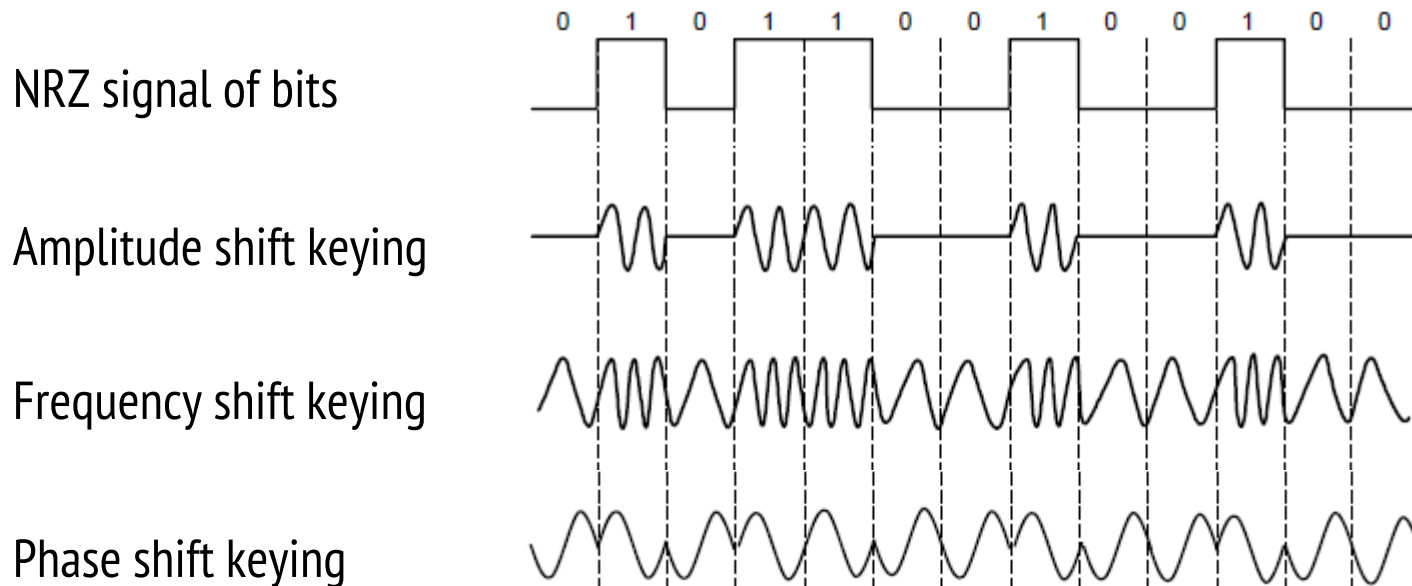 0 1 0 1 1 0 0 1 0 0 1 0 0
NRZ signal of bits
Amplitude shift keying
Frequency shift keying
Phase shift keying